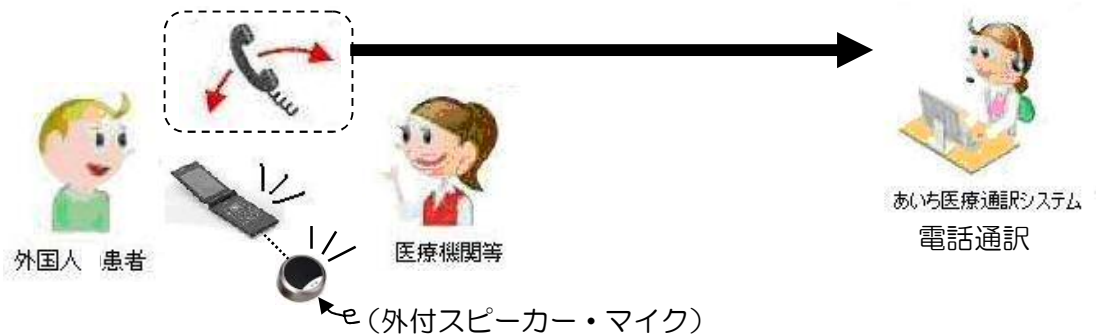 外国人 患者
医療機関等
あいち医療通訳システム
電話通訳
(外付スピーカー・マイク)